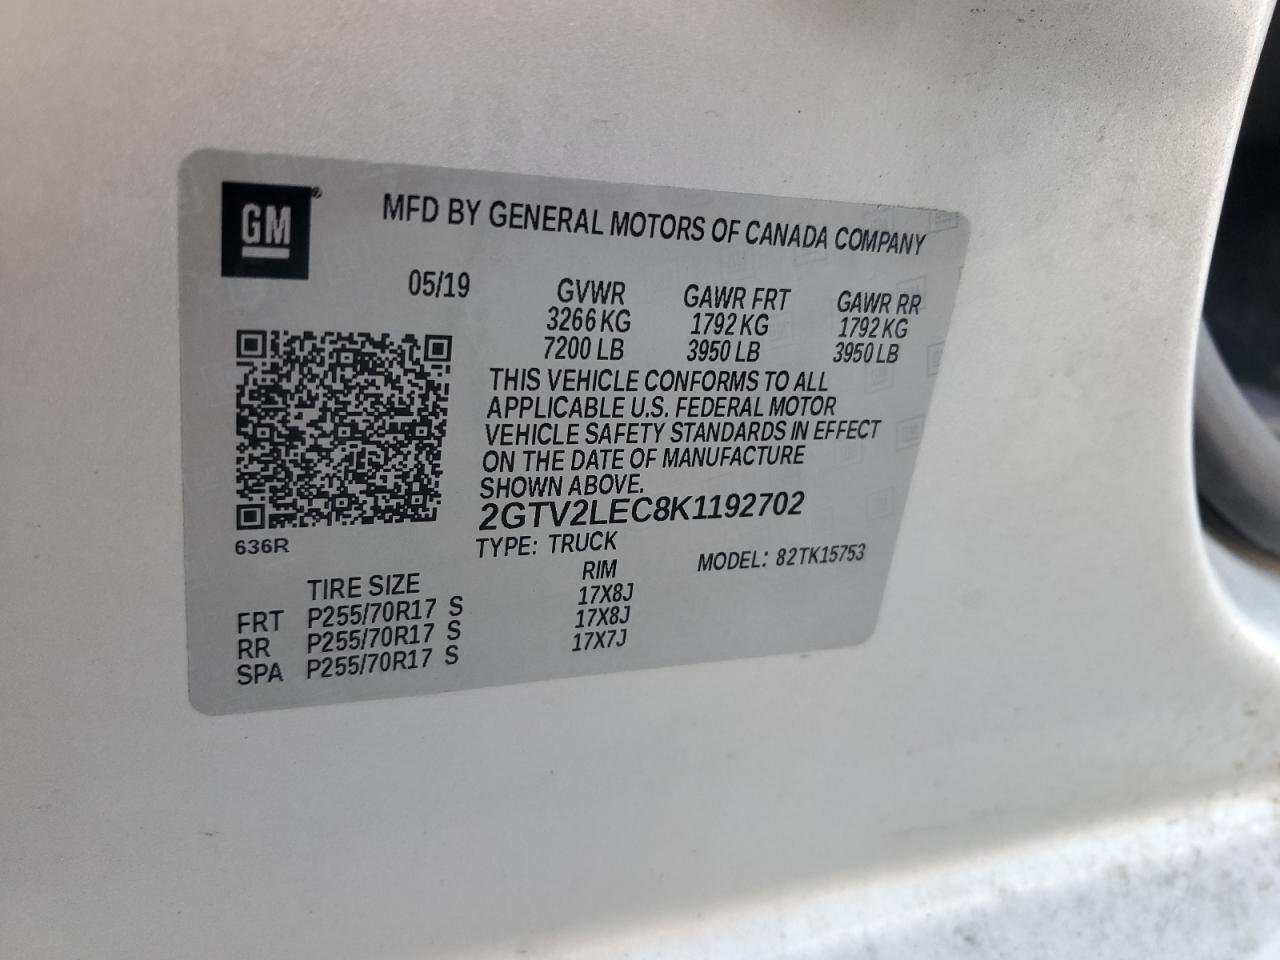 GM®
MFD BY GENERAL MOTORS OF CANADA COMPANY
05/19 GVWR GAWR FRT GAWR RR
3266 KG 1792 KG 1792 KG
7200 LB 3950 LB 3950 LB
THIS VEHICLE CONFORMS TO ALL
APPLICABLE U.S. FEDERAL MOTOR
VEHICLE SAFETY STANDARDS IN EFFECT
ON THE DATE OF MANUFACTURE
SHOWN ABOVE.
2GTV2LEC8K1192702
636R
TYPE: TRUCK MODEL: 82TK15753
TIRE SIZE RIM
FRT P255/70R17 S 17X8J
RR P255/70R17 S 17X8J
SPA P255/70R17 S 17X7J